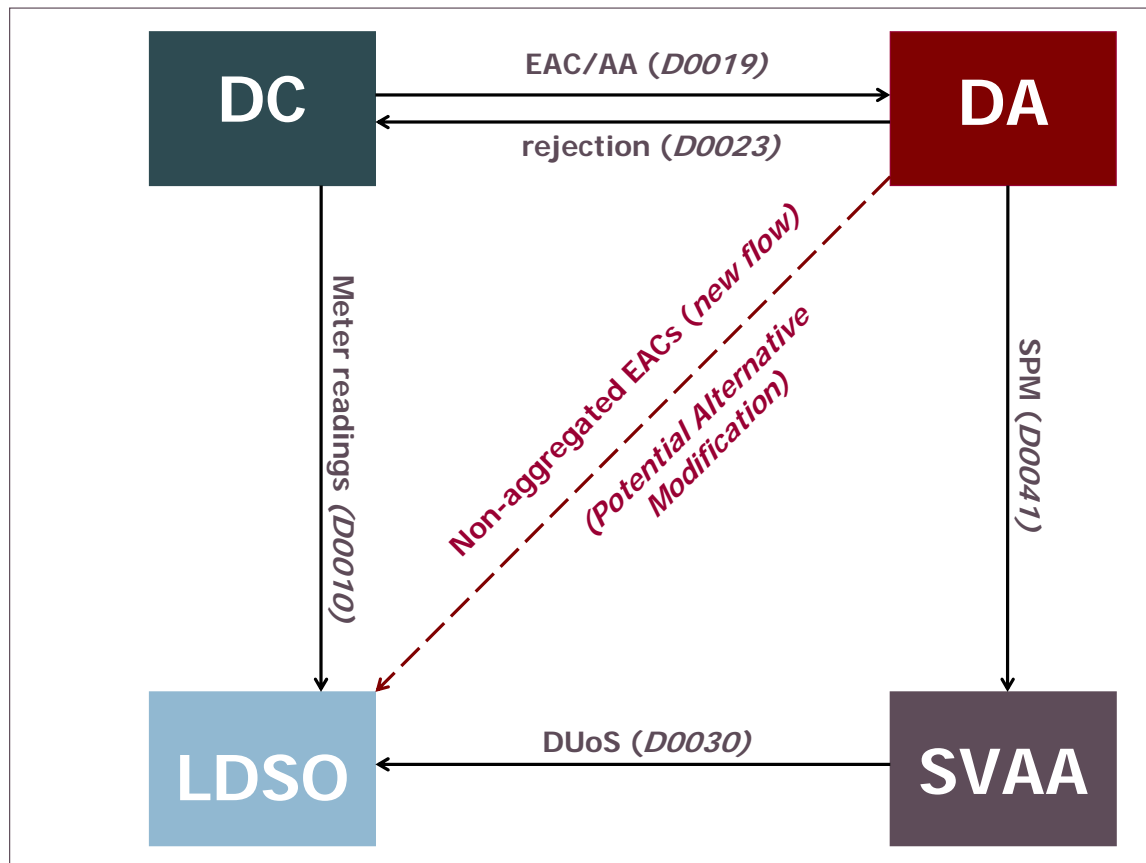 DC
EAC/AA (D0019)
DA
rejection (D0023)
Meter readings (D0010)
Non-aggregated EACs (new flow)
(Potential Alternative
Modification)
SPM (D0041)
LDSO
DUoS (D0030)
SVAA